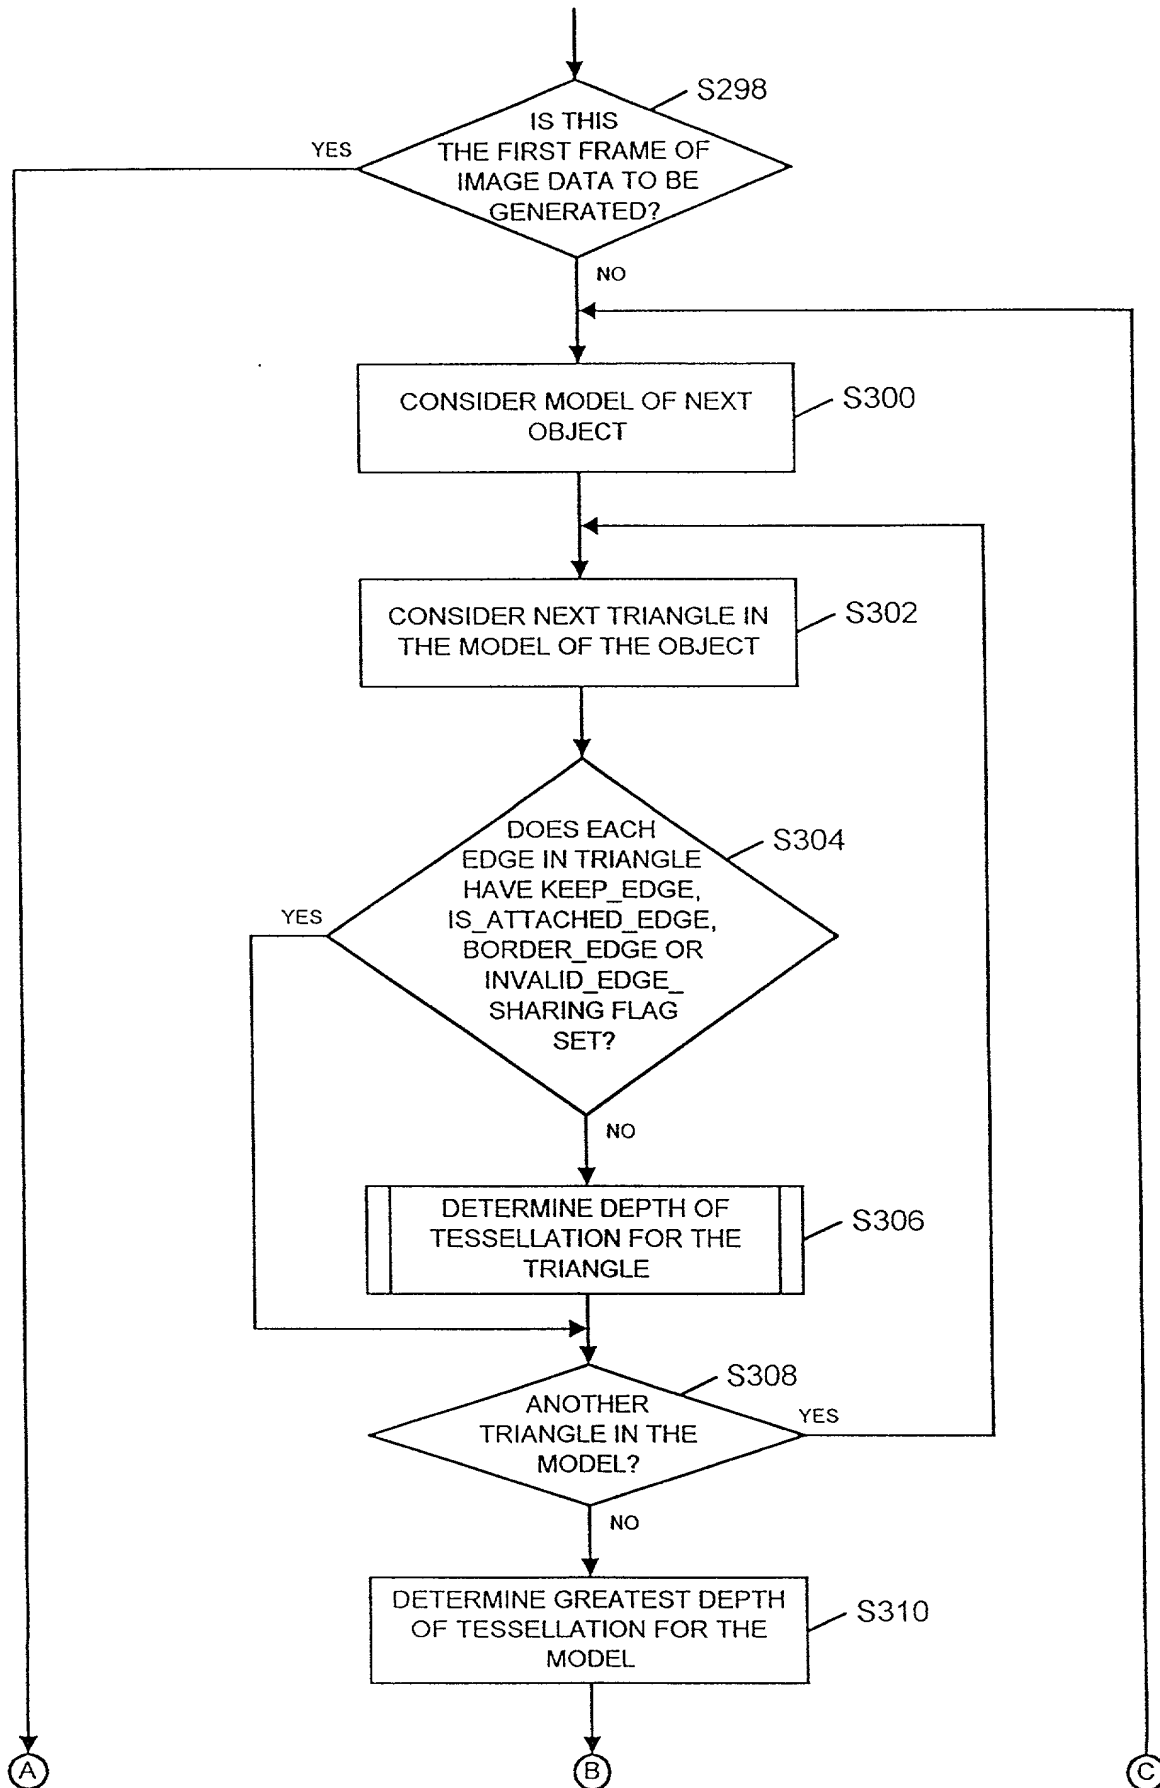 S298
IS THIS
THE FIRST FRAME OF
IMAGE DATA TO BE
GENERATED?
YES
NO
CONSIDER MODEL OF NEXT
OBJECT
S300
CONSIDER NEXT TRIANGLE IN
THE MODEL OF THE OBJECT
S302
DOES EACH
EDGE IN TRIANGLE
HAVE KEEP_EDGE,
IS_ATTACHED_EDGE,
BORDER_EDGE OR
INVALID_EDGE_
SHARING FLAG
SET?
S304
YES
NO
DETERMINE DEPTH OF
TESSELLATION FOR THE
TRIANGLE
S306
S308
ANOTHER
TRIANGLE IN THE
MODEL?
YES
NO
DETERMINE GREATEST DEPTH
OF TESSELLATION FOR THE
MODEL
S310
A
B
C